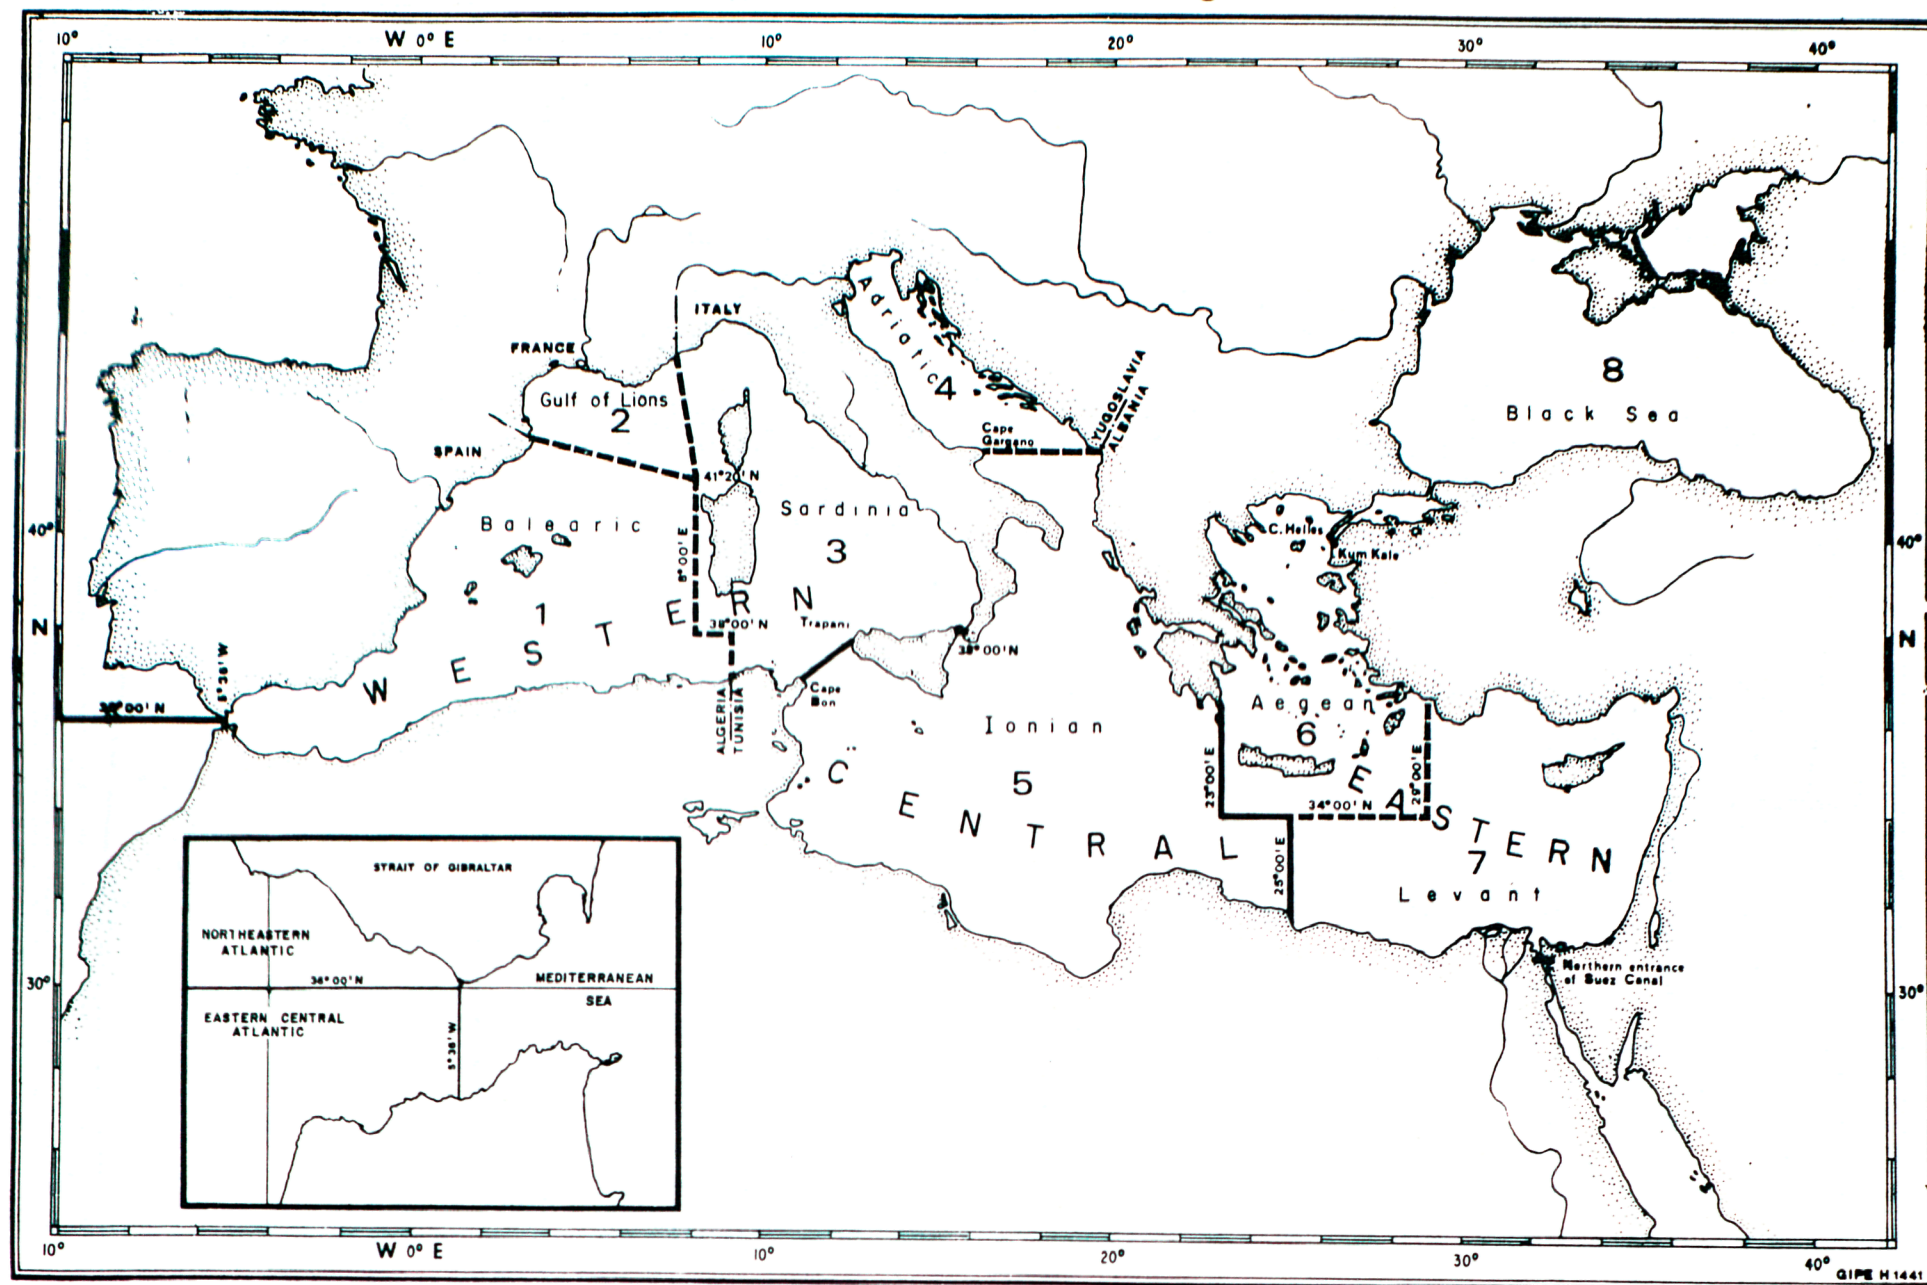 10° W 0° E 10° 20° 30° 40°
ITALY
FRANCE
Adriatic
4
YUGOSLAVIA
ALBANIA
8
Black Sea
Gulf of Lions
2
Cape
Gargano
SPAIN
41°20' N
40°
Balearic
Sardinia
3
C. Helles
Kum Kale
40°
8°00' E
1
WESTERN
N
38°00' N
Trapani
38°00' N
N
5°36' W
36°00' N
Cape
Bon
ALGERIA
TUNISIA
Ionian
5
CENTRAL
Aegean
6
23°00' E
29°00' E
34°00' N
EASTERN
7
25°00' E
Levant
STRAIT OF GIBRALTAR
NORTHEASTERN
ATLANTIC
36°00' N
MEDITERRANEAN
SEA
EASTERN CENTRAL
ATLANTIC
5°36' W
Northern entrance
of Suez Canal
30°
30°
10° W 0° E 10° 20° 30° 40°
GIPE H 1441